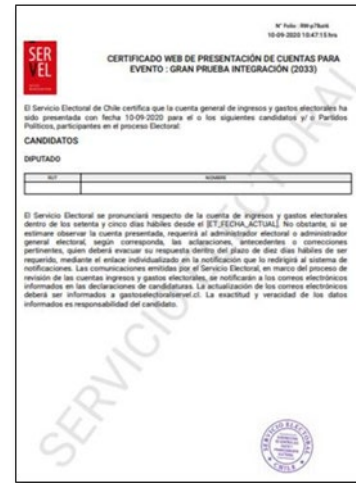 N° Folio : RW-p78ut6
10-09-2020 10:47:15 hrs
SER
VEL
CERTIFICADO WEB DE PRESENTACIÓN DE CUENTAS PARA
EVENTO : GRAN PRUEBA INTEGRACIÓN (2033)
El Servicio Electoral de Chile certifica que la cuenta general de ingresos y gastos electorales ha
sido presentada con fecha 10-09-2020 para el o los siguientes candidatos y/ o Partidos
Políticos, participantes en el proceso Electoral:
CANDIDATOS
DIPUTADO
RUT NOMBRE
El Servicio Electoral se pronunciará respecto de la cuenta de ingresos y gastos electorales
dentro de los setenta y cinco días hábiles desde el [ET_FECHA_ACTUAL]. No obstante, si se
estimare observar la cuenta presentada, requerirá al administrador electoral o administrador
general electoral, según corresponda, las aclaraciones, antecedentes o correcciones
pertinentes, quien deberá evacuar su respuesta dentro del plazo de diez días hábiles de ser
requerido, mediante el enlace individualizado en la notificación que lo redirigirá al sistema de
notificaciones. Las comunicaciones emitidas por el Servicio Electoral, en marco del proceso de
revisión de las cuentas de ingresos y gastos electorales, se notificarán a los correos electrónicos
informados en las declaraciones de candidaturas. La actualización de los correos electrónicos
deberá ser informados a gastoselectoralservel.cl. La exactitud y veracidad de los datos
informados es responsabilidad del candidato.
SERVICIO ELECTORAL
SERVICIO ELECTORAL
CHILE